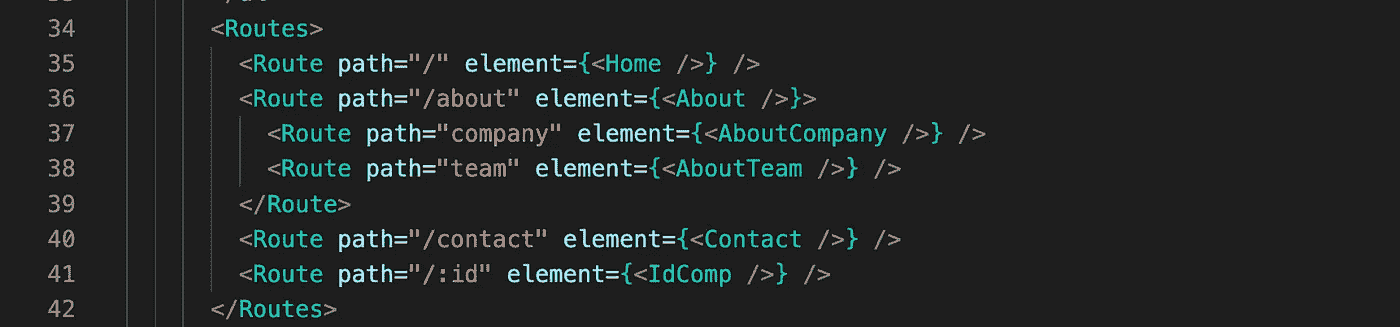 34 <Routes>
35 <Route path="/" element={<Home />} />
36 <Route path="/about" element={<About />}>
37 <Route path="company" element={<AboutCompany />} />
38 <Route path="team" element={<AboutTeam />} />
39 </Route>
40 <Route path="/contact" element={<Contact />} />
41 <Route path="/:id" element={<IdComp />} />
42 </Routes>